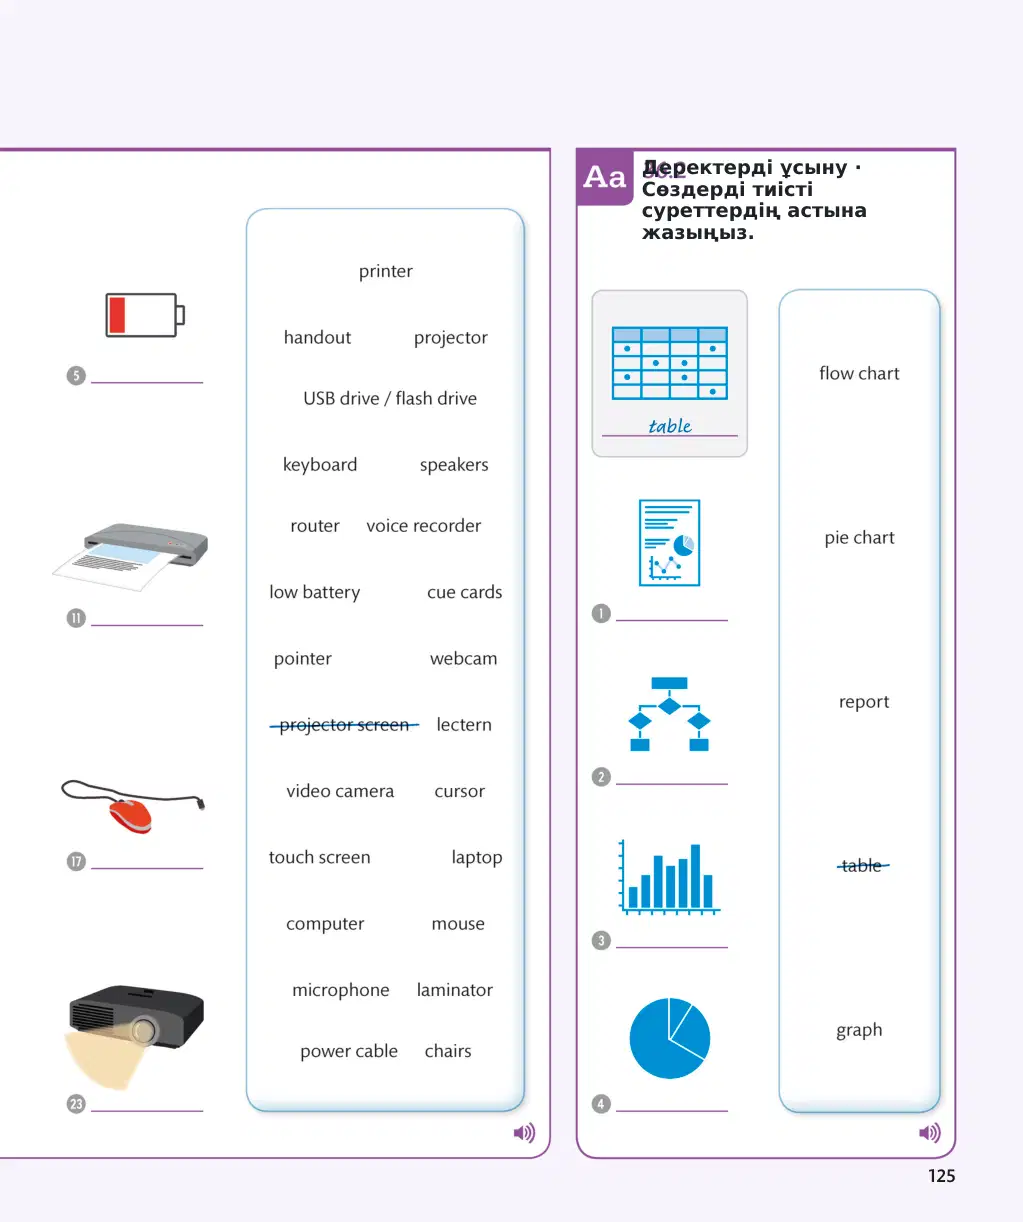 printer
handout projector
USB drive / flash drive
5
keyboard speakers
router voice recorder
low battery cue cards
11
pointer webcam
projector screen lectern
video camera cursor
touch screen laptop
17
computer mouse
microphone laminator
power cable chairs
23
Aa
Деректерді ұсыну ·
Сөздерді тиісті
суреттердің астына
жазыңыз.
table
flow chart
pie chart
1
report
2
table
3
graph
4
125